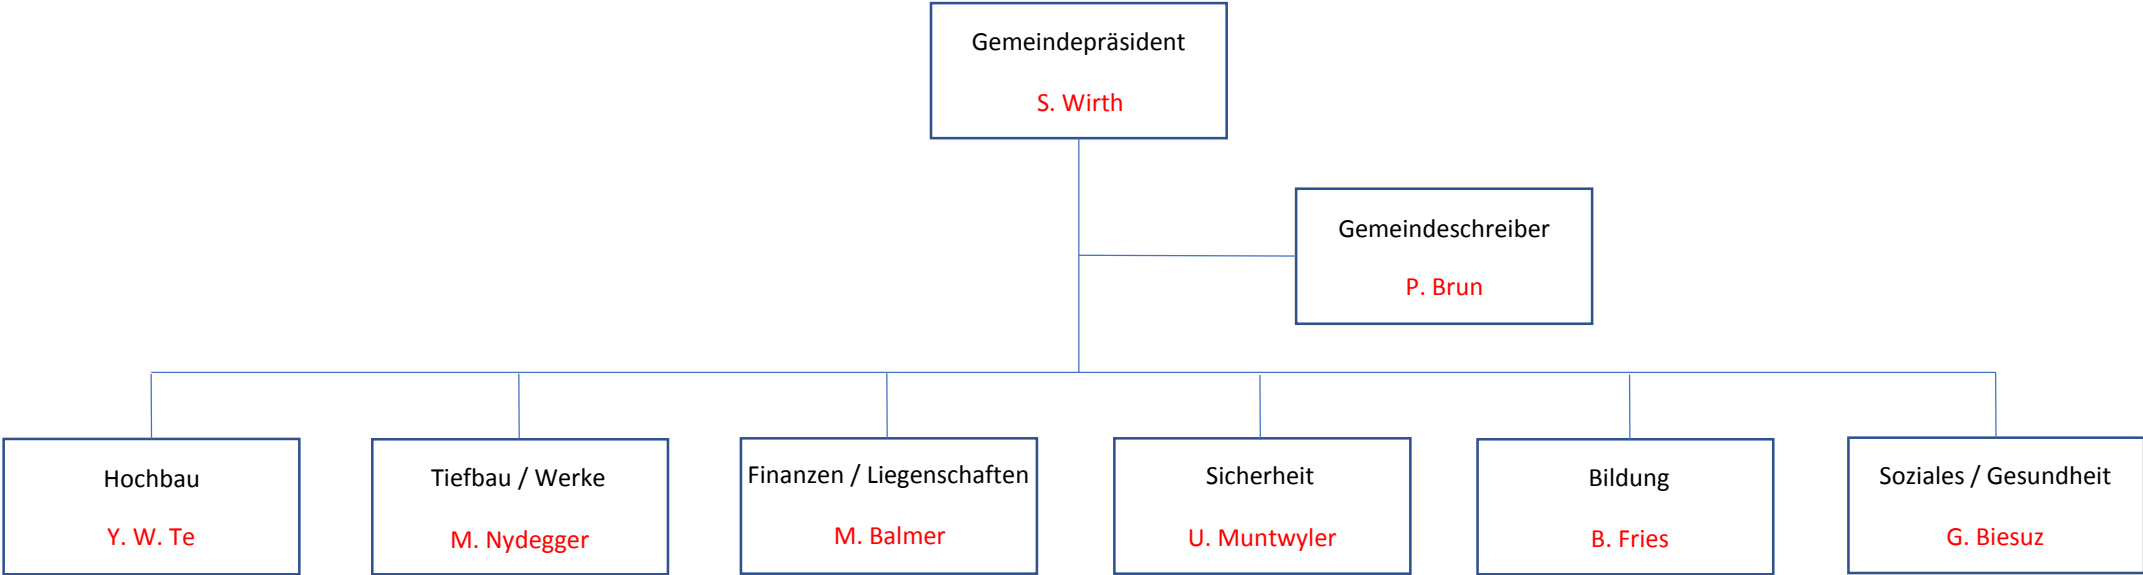 Gemeindepräsident
S. Wirth
Gemeindeschreiber
P. Brun
Hochbau
Y. W. Te
Tiefbau / Werke
M. Nydegger
Finanzen / Liegenschaften
M. Balmer
Sicherheit
U. Muntwyler
Bildung
B. Fries
Soziales / Gesundheit
G. Biesuz